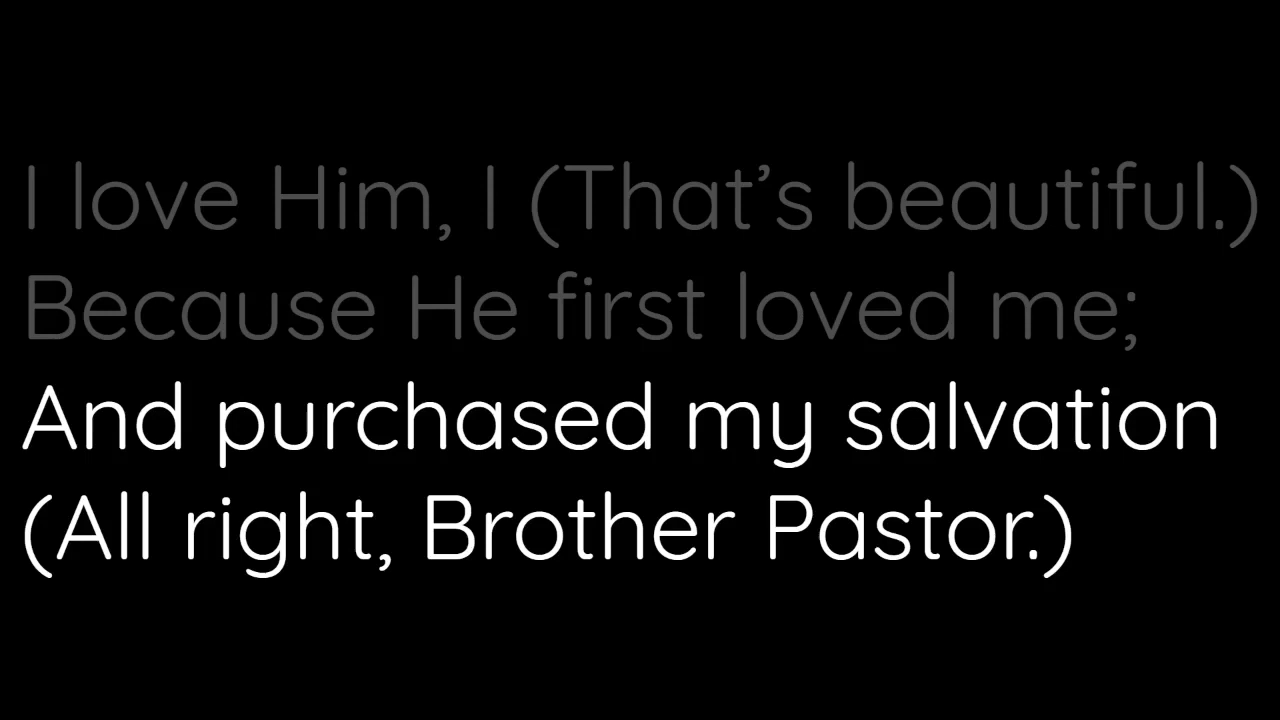 I love Him, I (That’s beautiful.)
Because He first loved me;
And purchased my salvation
(All right, Brother Pastor.)